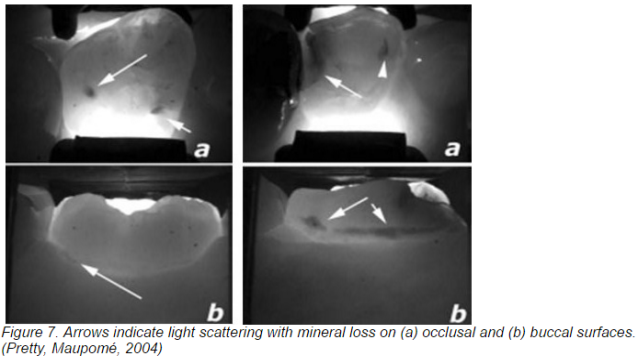 a
a
b
b
Figure 7. Arrows indicate light scattering with mineral loss on (a) occlusal and (b) buccal surfaces.
(Pretty, Maupomé, 2004)